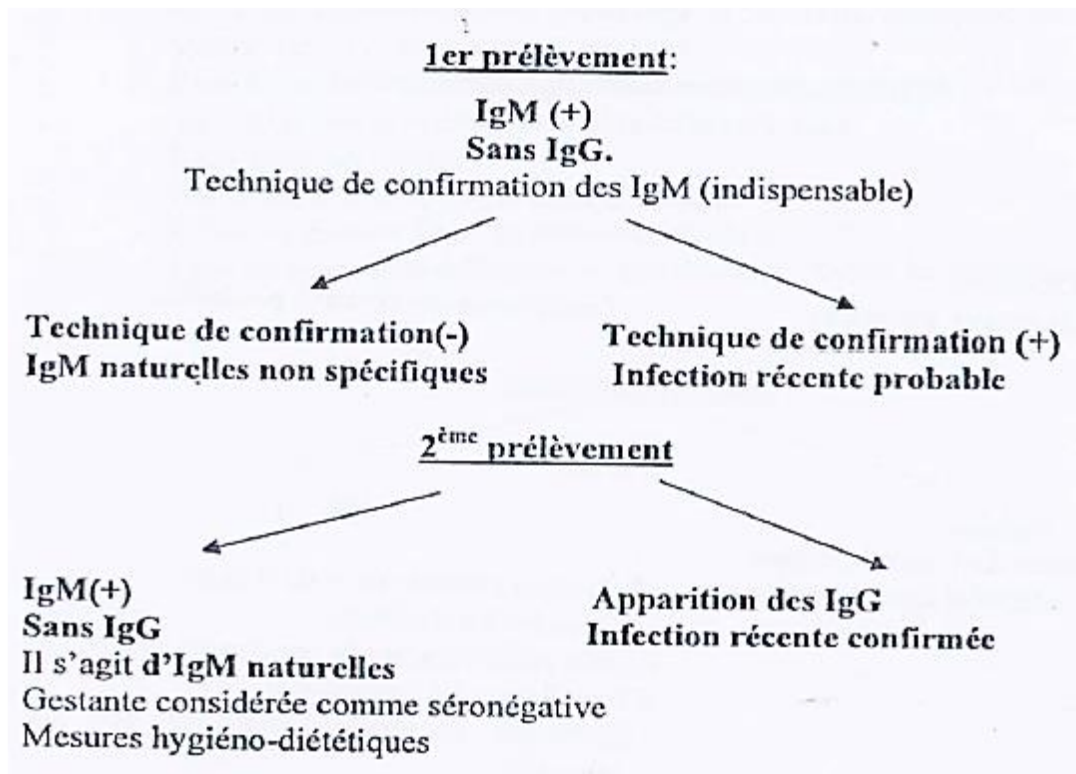 1er prélèvement:
IgM (+)
Sans IgG.
Technique de confirmation des IgM (indispensable)
Technique de confirmation(-)
IgM naturelles non spécifiques
Technique de confirmation (+)
Infection récente probable
2ème prélèvement
IgM(+)
Sans IgG
Il s'agit d'IgM naturelles
Gestante considérée comme séronégative
Mesures hygiéno-diététiques
Apparition des IgG
Infection récente confirmée